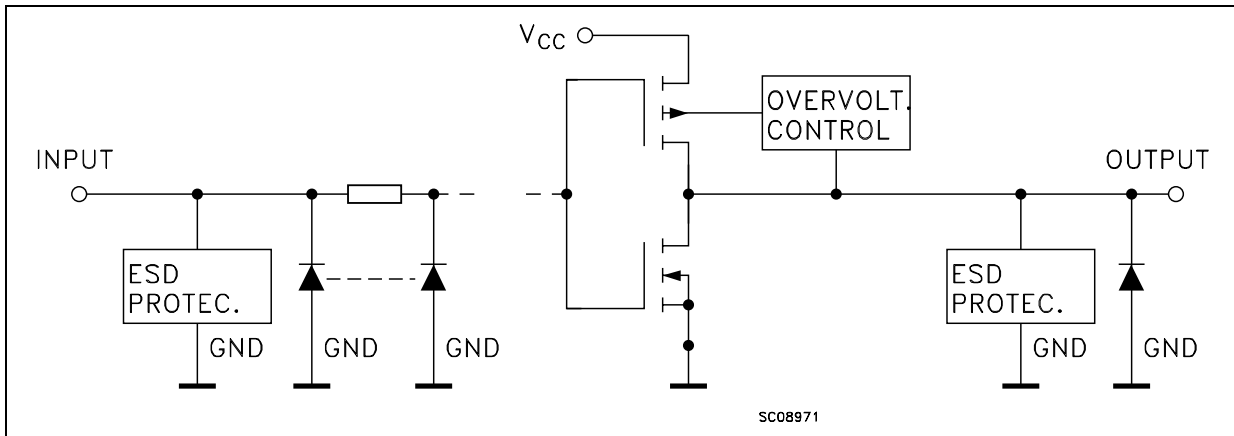 VCC
OVERVOLT.
CONTROL
INPUT
OUTPUT
ESD
PROTEC.
ESD
PROTEC.
GND
GND
GND
GND
GND
SC08971